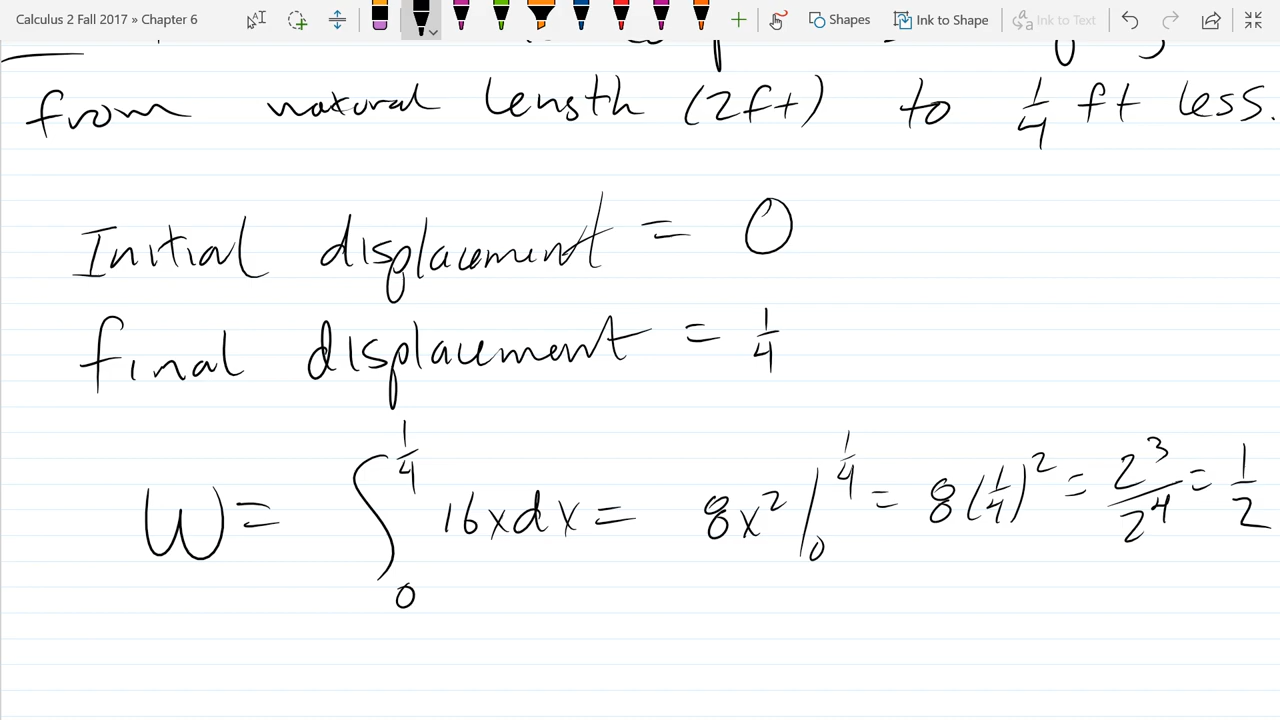 Calculus 2 Fall 2017 » Chapter 6 Shapes Ink to Shape Ink to Text
from natural length (2ft) to 1/4 ft less.
Initial displacement = 0
final displacement = 1/4
W = ∫₀^{1/4} 16x dx = 8x² |₀^{1/4} = 8(1/4)² = 2³/2⁴ = 1/2